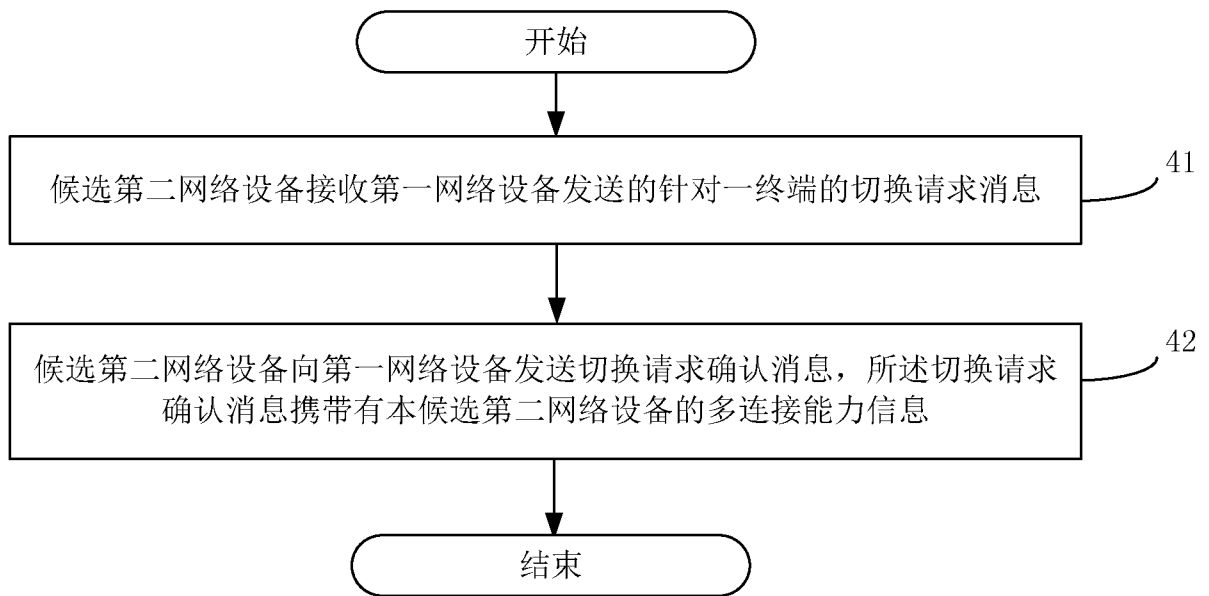 开始
候选第二网络设备接收第一网络设备发送的针对一终端的切换请求消息
41
候选第二网络设备向第一网络设备发送切换请求确认消息，所述切换请求
确认消息携带有本候选第二网络设备的多连接能力信息
42
结束